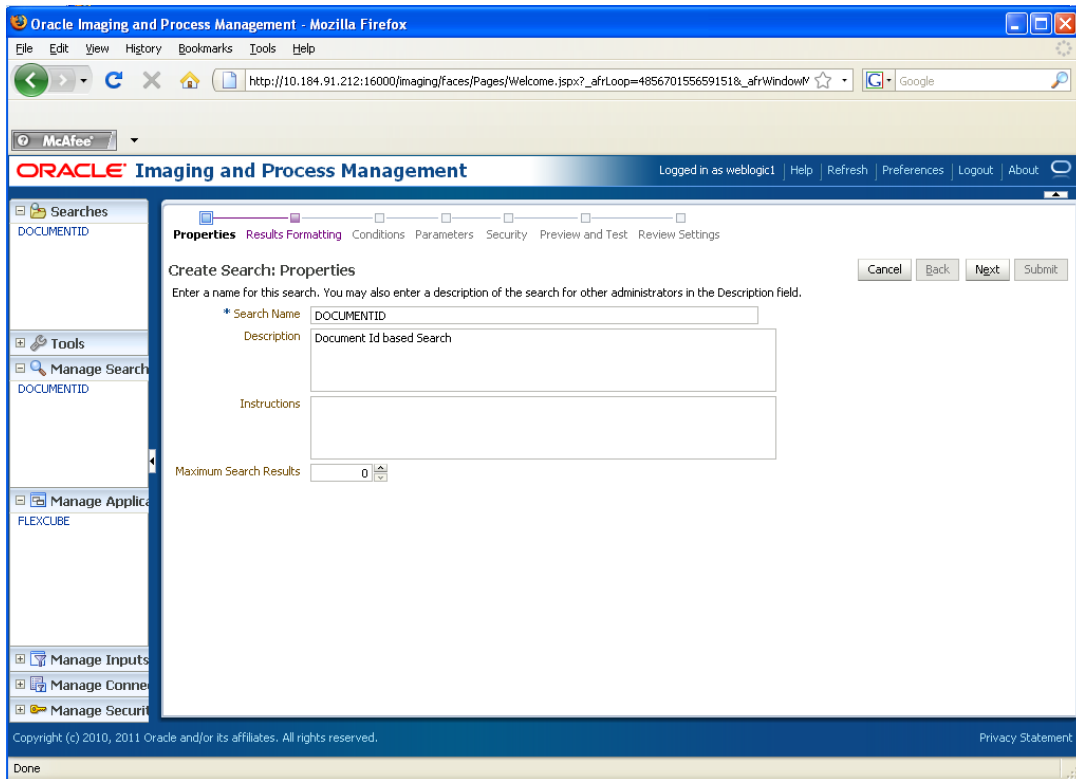 Oracle Imaging and Process Management - Mozilla Firefox
File Edit View History Bookmarks Tools Help
http://10.184.91.212:16000/imaging/faces/Pages/Welcome.jspx?_afrLoop=485670155659151&_afrWindowM
G Google
McAfee
ORACLE Imaging and Process Management
Logged in as weblogic1 | Help | Refresh | Preferences | Logout | About
Searches
DOCUMENTID
Tools
Manage Search
DOCUMENTID
Manage Applica
FLEXCUBE
Manage Inputs
Manage Conne
Manage Securit
Properties Results Formatting Conditions Parameters Security Preview and Test Review Settings
Create Search: Properties
Cancel Back Next Submit
Enter a name for this search. You may also enter a description of the search for other administrators in the Description field.
* Search Name DOCUMENTID
Description Document Id based Search
Instructions
Maximum Search Results 0
Copyright (c) 2010, 2011 Oracle and/or its affiliates. All rights reserved.
Privacy Statement
Done